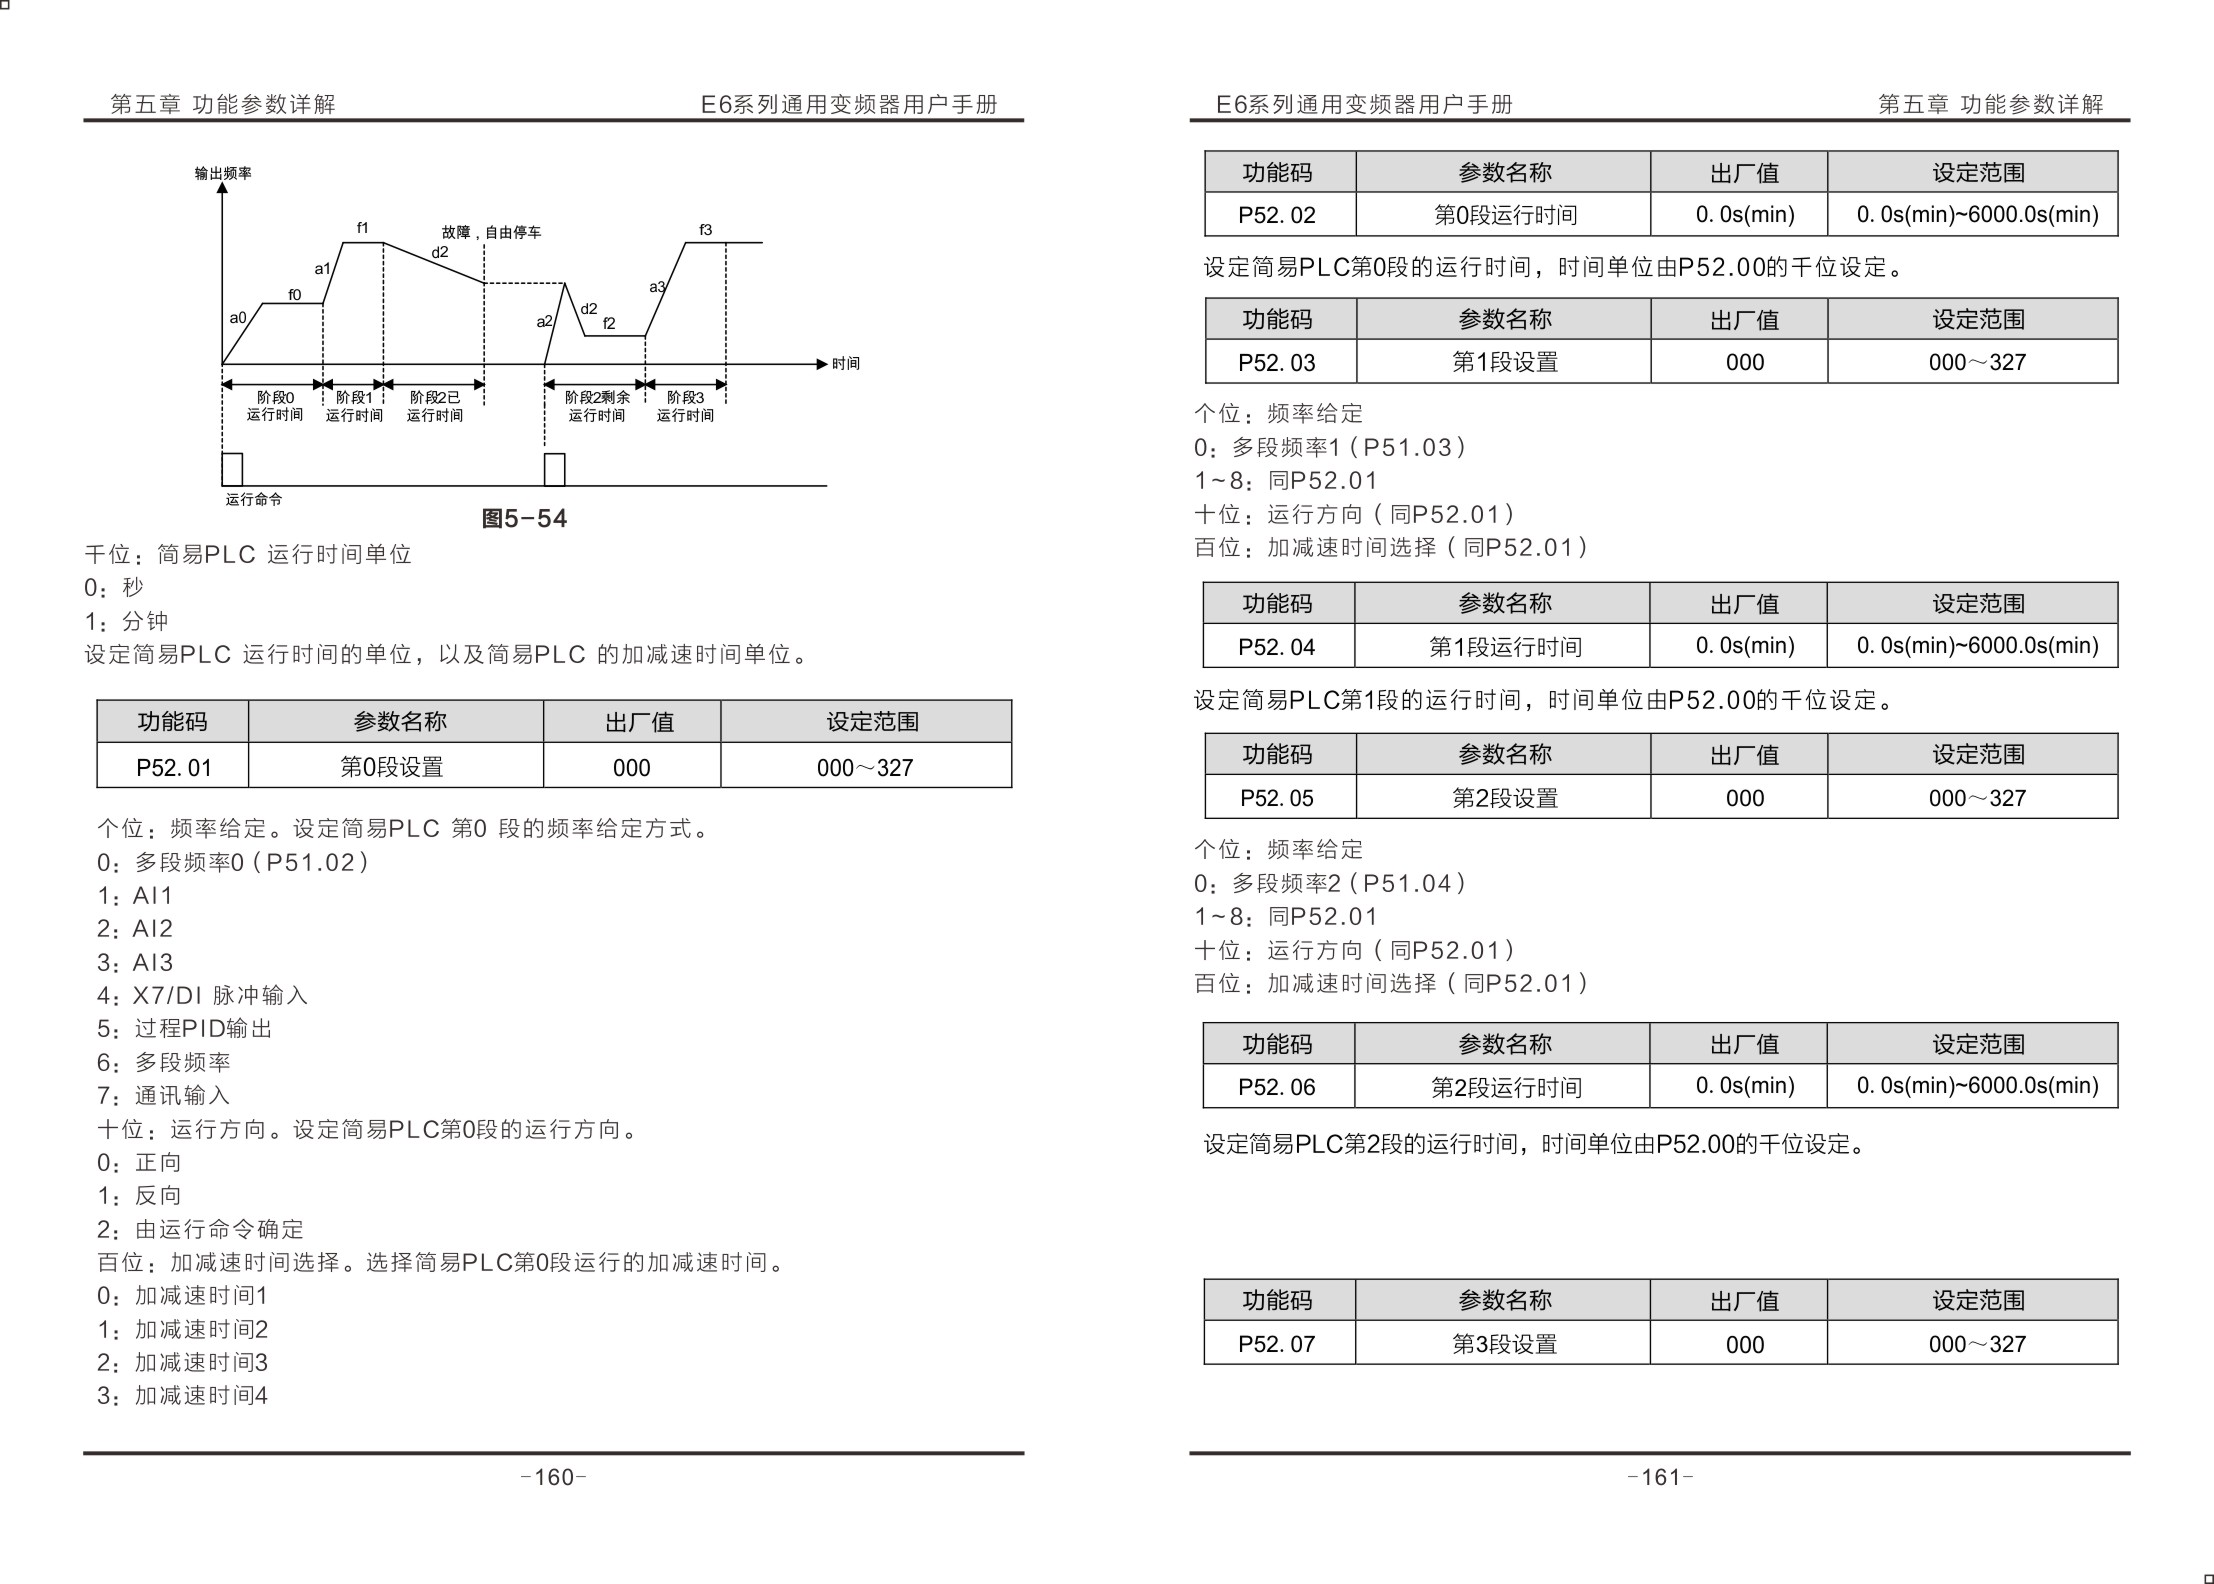 第五章 功能参数详解 E6系列通用变频器用户手册
输出频率
f1
故障，自由停车
f3
a1
d2
a3
f0
a0
a2
d2
f2
时间
阶段0 阶段1 阶段2已 阶段2剩余 阶段3
运行时间 运行时间 运行时间 运行时间 运行时间
运行命令
图5-54
千位：简易PLC 运行时间单位
0：秒
1：分钟
设定简易PLC 运行时间的单位，以及简易PLC 的加减速时间单位。
功能码 参数名称 出厂值 设定范围
P52. 01 第0段设置 000 000～327
个位：频率给定。设定简易PLC 第0 段的频率给定方式。
0：多段频率0（P51.02）
1：AI1
2：AI2
3：AI3
4：X7/DI 脉冲输入
5：过程PID输出
6：多段频率
7：通讯输入
十位：运行方向。设定简易PLC第0段的运行方向。
0：正向
1：反向
2：由运行命令确定
百位：加减速时间选择。选择简易PLC第0段运行的加减速时间。
0：加减速时间1
1：加减速时间2
2：加减速时间3
3：加减速时间4
-160-
E6系列通用变频器用户手册 第五章 功能参数详解
功能码 参数名称 出厂值 设定范围
P52. 02 第0段运行时间 0. 0s(min) 0. 0s(min)~6000.0s(min)
设定简易PLC第0段的运行时间，时间单位由P52.00的千位设定。
功能码 参数名称 出厂值 设定范围
P52. 03 第1段设置 000 000～327
个位：频率给定
0：多段频率1（P51.03）
1~8：同P52.01
十位：运行方向（同P52.01）
百位：加减速时间选择（同P52.01）
功能码 参数名称 出厂值 设定范围
P52. 04 第1段运行时间 0. 0s(min) 0. 0s(min)~6000.0s(min)
设定简易PLC第1段的运行时间，时间单位由P52.00的千位设定。
功能码 参数名称 出厂值 设定范围
P52. 05 第2段设置 000 000～327
个位：频率给定
0：多段频率2（P51.04）
1~8：同P52.01
十位：运行方向（同P52.01）
百位：加减速时间选择（同P52.01）
功能码 参数名称 出厂值 设定范围
P52. 06 第2段运行时间 0. 0s(min) 0. 0s(min)~6000.0s(min)
设定简易PLC第2段的运行时间，时间单位由P52.00的千位设定。
功能码 参数名称 出厂值 设定范围
P52. 07 第3段设置 000 000～327
-161-